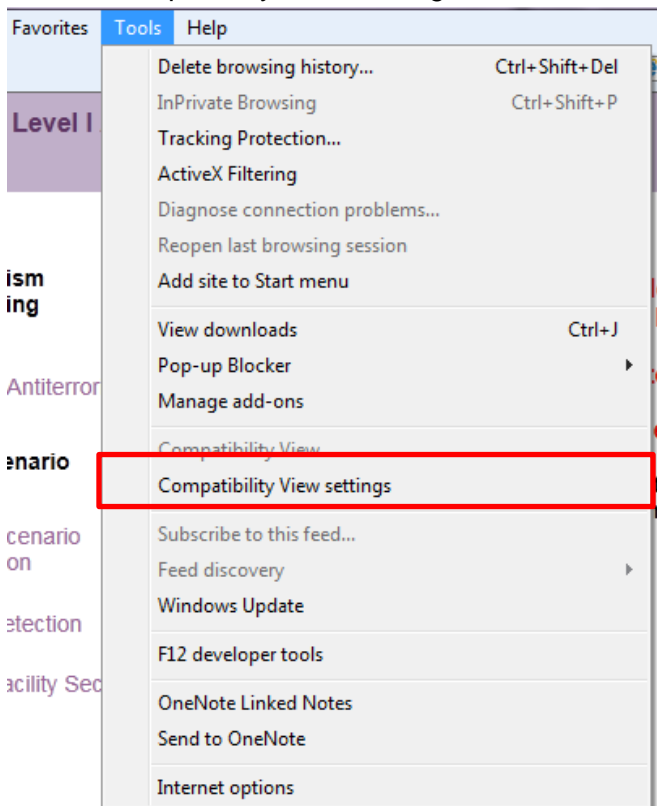 Favorites Tools Help
Delete browsing history... Ctrl+Shift+Del
InPrivate Browsing Ctrl+Shift+P
Level I
Tracking Protection...
ActiveX Filtering
Diagnose connection problems...
Reopen last browsing session
ism
Add site to Start menu
ing
View downloads Ctrl+J
Pop-up Blocker
Antiterror
Manage add-ons
Compatibility View
enario
Compatibility View settings
cenario
Subscribe to this feed...
on
Feed discovery
Windows Update
etection
F12 developer tools
acility Sec
OneNote Linked Notes
Send to OneNote
Internet options